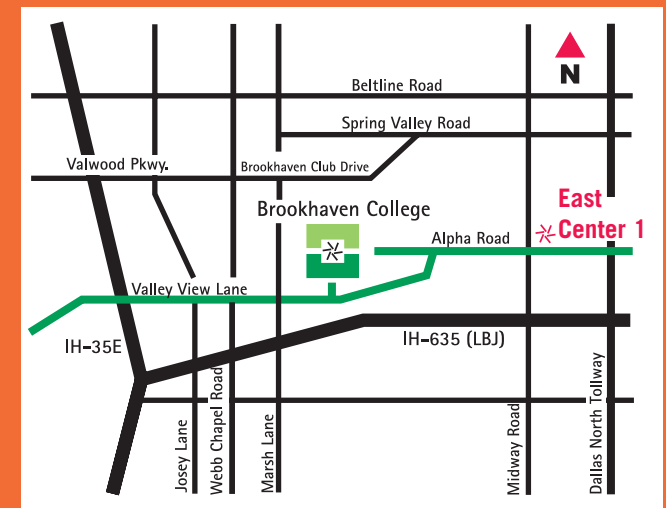 N
Beltline Road
Spring Valley Road
Valwood Pkwy.
Brookhaven Club Drive
East
Center 1
Brookhaven College
Alpha Road
Valley View Lane
IH-35E
IH-635 (LBJ)
Josey Lane
Webb Chapel Road
Marsh Lane
Midway Road
Dallas North Tollway